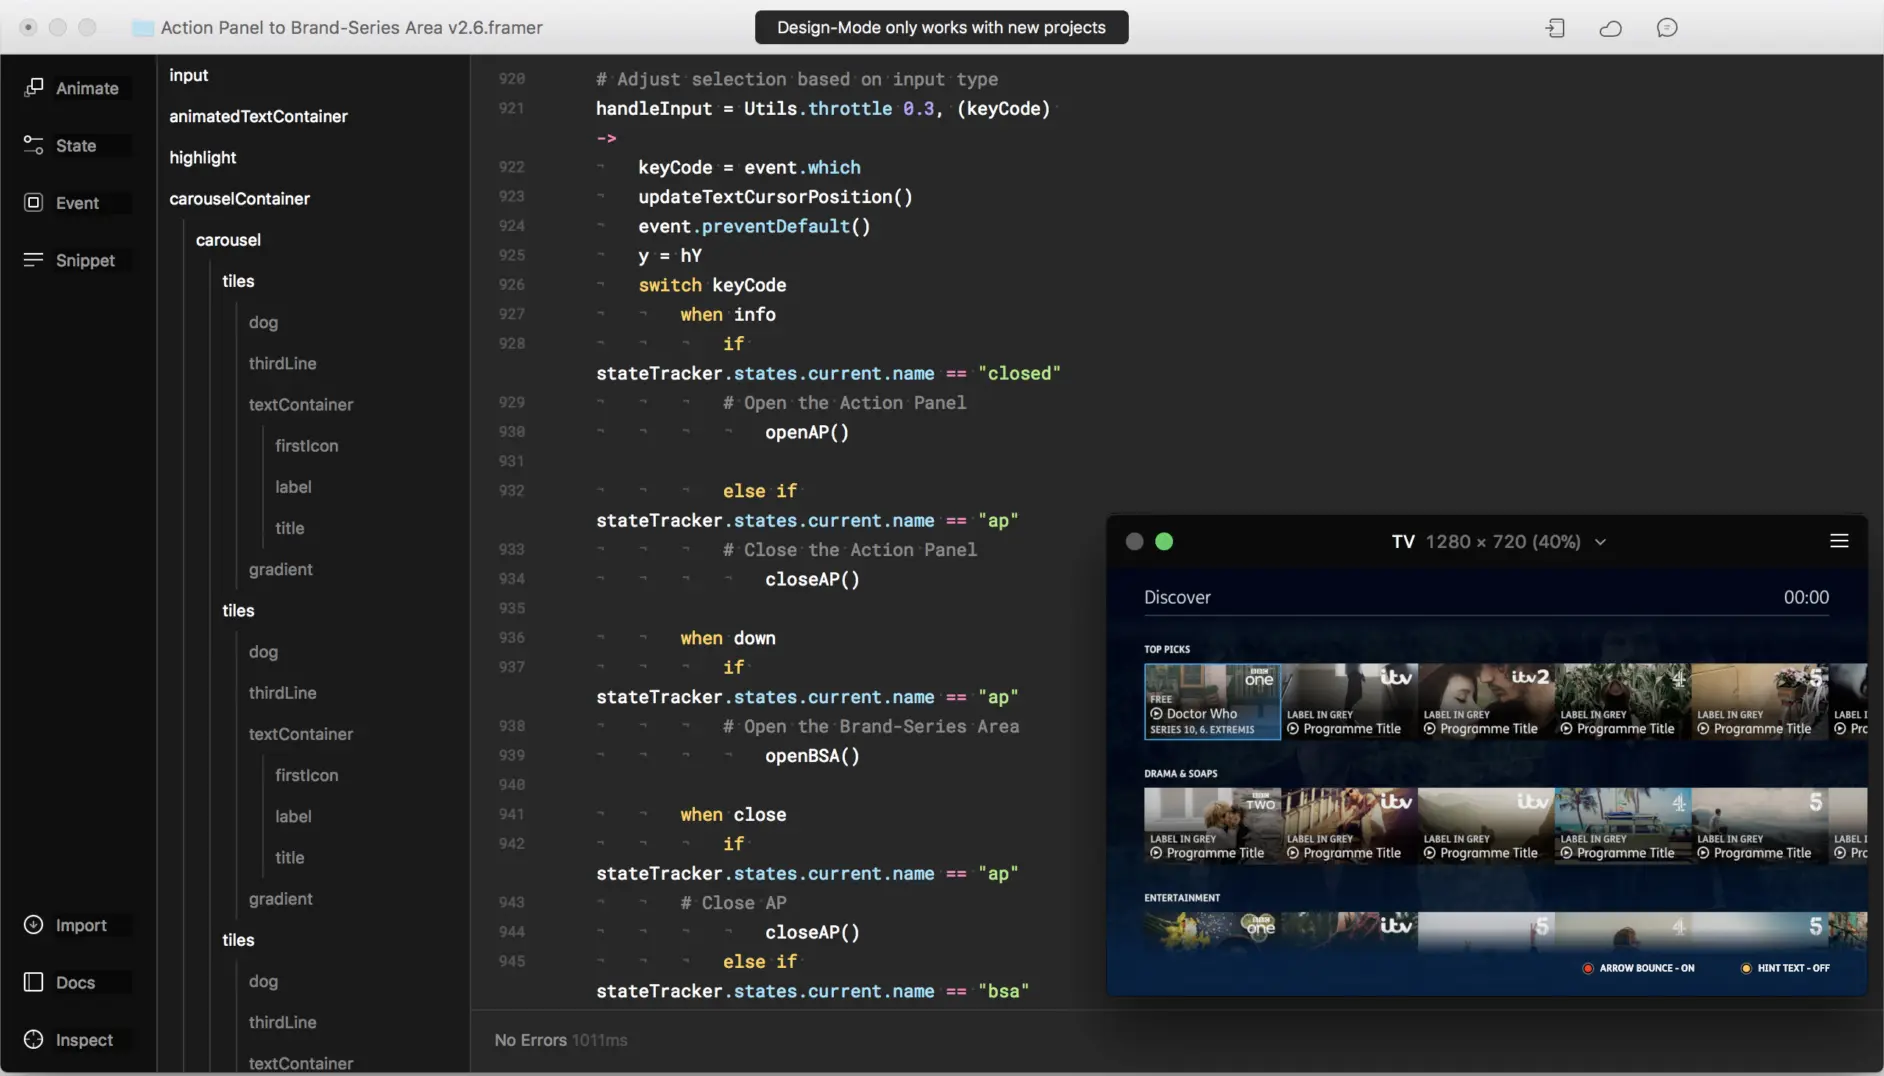 Action Panel to Brand-Series Area v2.6.framer
Design-Mode only works with new projects
Animate
State
Event
Snippet
Import
Docs
Inspect
input
animatedTextContainer
highlight
carouselContainer
carousel
tiles
dog
thirdLine
textContainer
firstIcon
label
title
gradient
tiles
dog
thirdLine
textContainer
firstIcon
label
title
gradient
tiles
dog
thirdLine
textContainer
920 # Adjust selection based on input type
921 handleInput = Utils.throttle 0.3, (keyCode)
->
922 keyCode = event.which
923 updateTextCursorPosition()
924 event.preventDefault()
925 y = hY
926 switch keyCode
927 when info
928 if
stateTracker.states.current.name == "closed"
929 # Open the Action Panel
930 openAP()
931
932 else if
stateTracker.states.current.name == "ap"
933 # Close the Action Panel
934 closeAP()
935
936 when down
937 if
stateTracker.states.current.name == "ap"
938 # Open the Brand-Series Area
939 openBSA()
940
941 when close
942 if
stateTracker.states.current.name == "ap"
943 # Close AP
944 closeAP()
945 else if
stateTracker.states.current.name == "bsa"
No Errors 1011ms
TV 1280 × 720 (40%)
Discover 00:00
TOP PICKS
BBC one itv itv2 4 5
FREE
Doctor Who
SERIES 10, 6. EXTREMIS
LABEL IN GREY LABEL IN GREY LABEL IN GREY LABEL IN GREY LABEL I
Programme Title Programme Title Programme Title Programme Title Prc
DRAMA & SOAPS
BBC TWO itv itv 4 5
LABEL IN GREY LABEL IN GREY LABEL IN GREY LABEL IN GREY LABEL IN GREY LABEL I
Programme Title Programme Title Programme Title Programme Title Programme Title Prc
ENTERTAINMENT
BBC one itv 5 4 5
ARROW BOUNCE - ON HINT TEXT - OFF